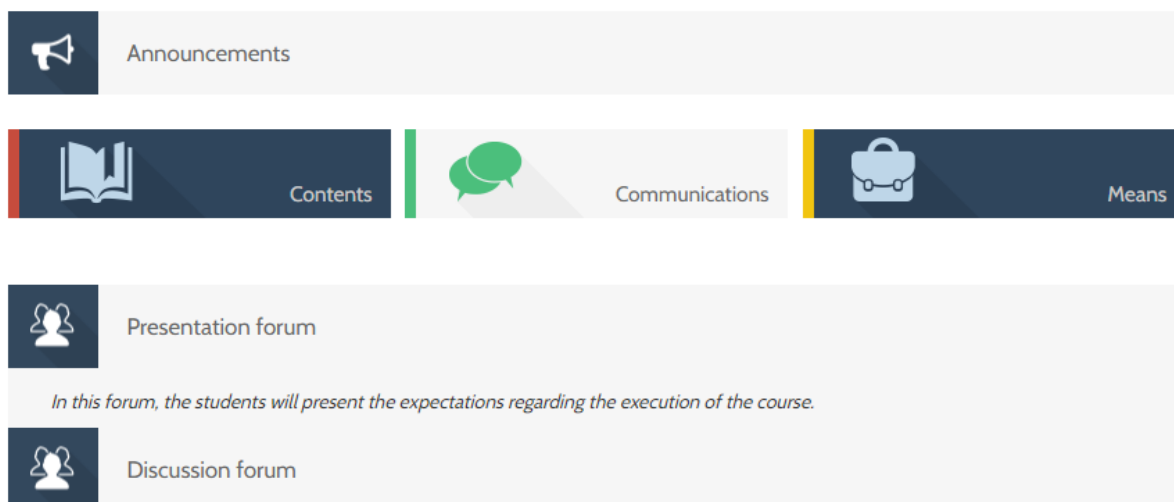 Announcements
Contents
Communications
Means
Presentation forum
In this forum, the students will present the expectations regarding the execution of the course.
Discussion forum